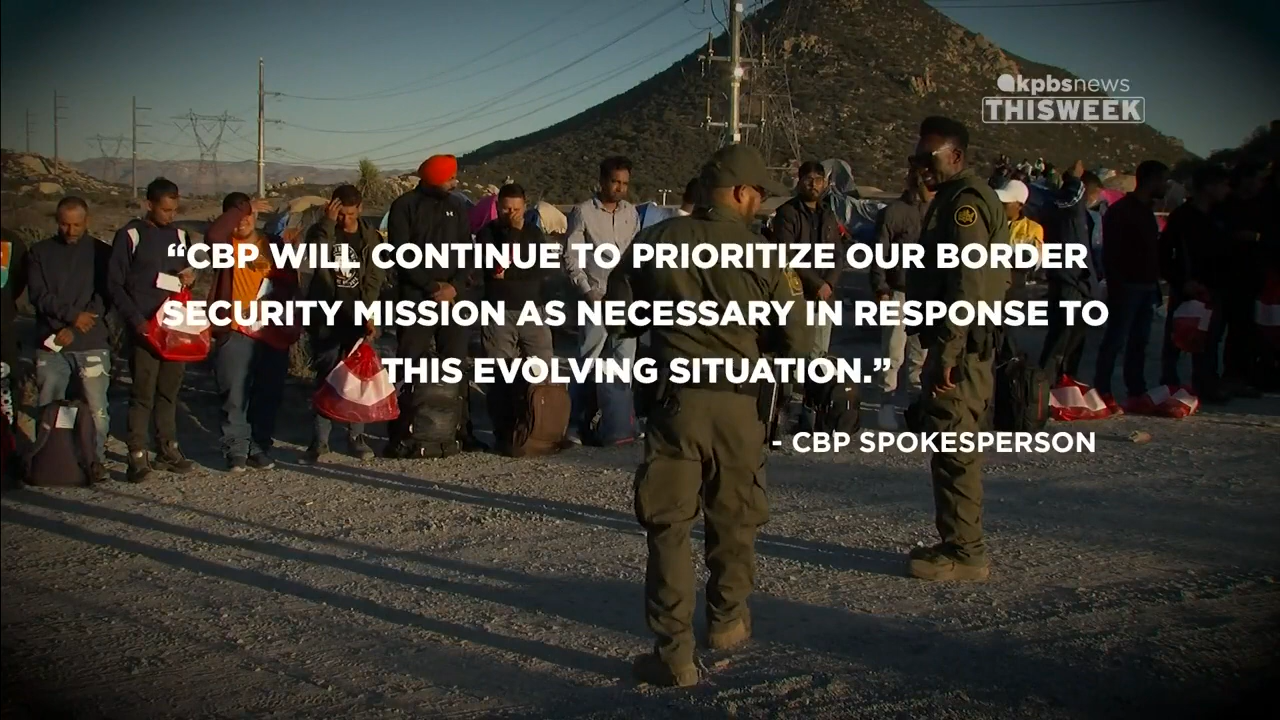 kpbsnews
THISWEEK
“CBP WILL CONTINUE TO PRIORITIZE OUR BORDER
SECURITY MISSION AS NECESSARY IN RESPONSE TO
THIS EVOLVING SITUATION.”
- CBP SPOKESPERSON